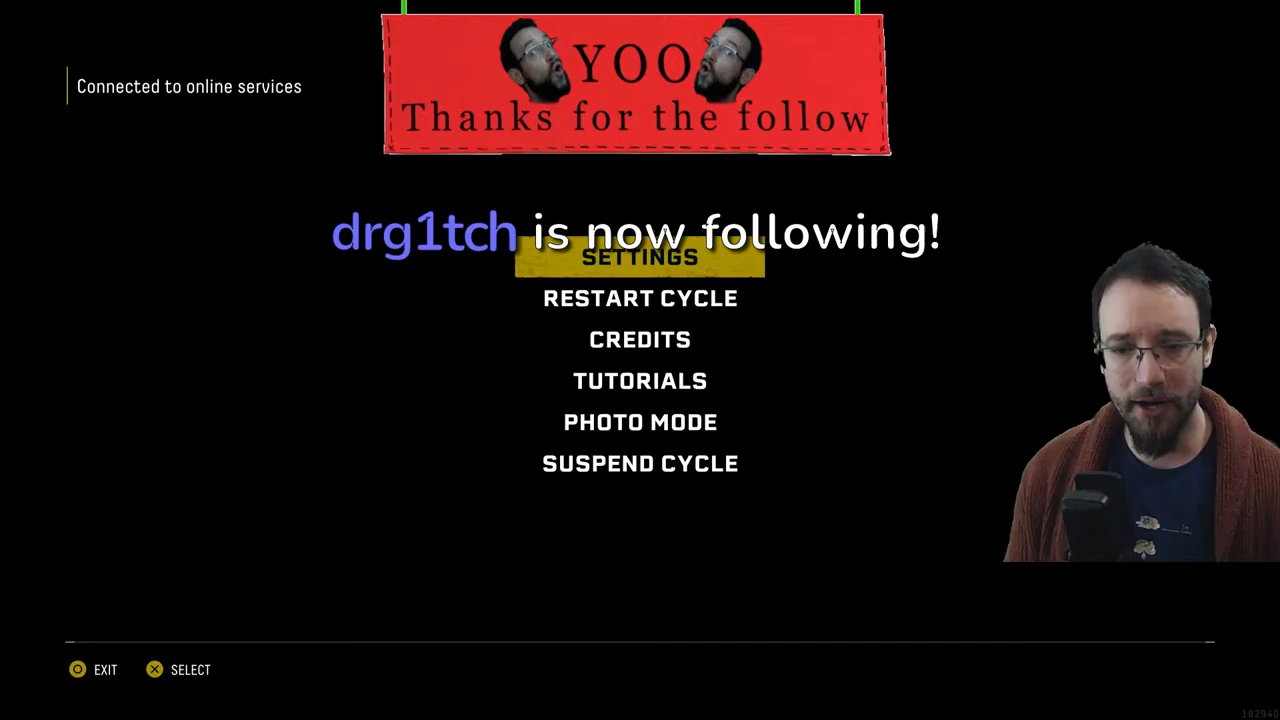 Connected to online services
YOO
Thanks for the follow
drg1tch is now following!
SETTINGS
RESTART CYCLE
CREDITS
TUTORIALS
PHOTO MODE
SUSPEND CYCLE
EXIT
SELECT
182940